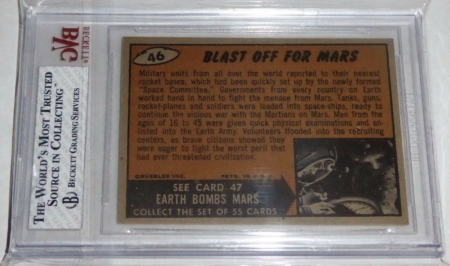 BECKETT
BVG
THE WORLD'S MOST TRUSTED
SOURCE IN COLLECTING
B BECKETT GRADING SERVICES
46
BLAST OFF FOR MARS
Military units from all over the world reported to their nearest
rocket bases, which had been quickly set up by the newly formed
"Space Committee." Governments from every country on Earth
worked hand in hand to fight the menace from Mars. Tanks, guns,
rocket-planes and soldiers were loaded into space-ships, ready to
continue the vicious war with the Martians on Mars. Men from the
ages of 16 to 45 were given quick physical examinations and en-
listed into the Earth Army. Volunteers flooded into the recruiting
centers, as brave citizens showed they
were eager to fight the worst peril that
had ever threatened civilization.
BUBBLES INC.
SEE CARD 47
EARTH BOMBS MARS
COLLECT THE SET OF 55 CARDS